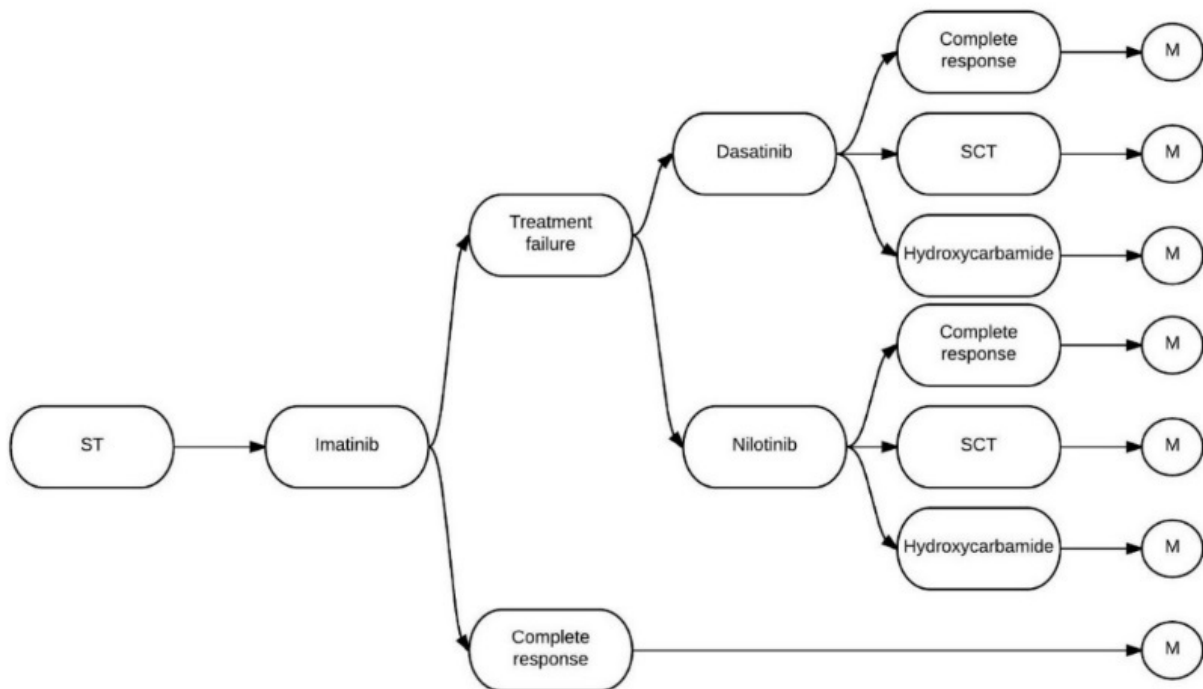 Complete
response
M
Dasatinib
SCT
M
Treatment
failure
Hydroxycarbamide
M
Complete
response
M
ST
Imatinib
Nilotinib
SCT
M
Hydroxycarbamide
M
Complete
response
M